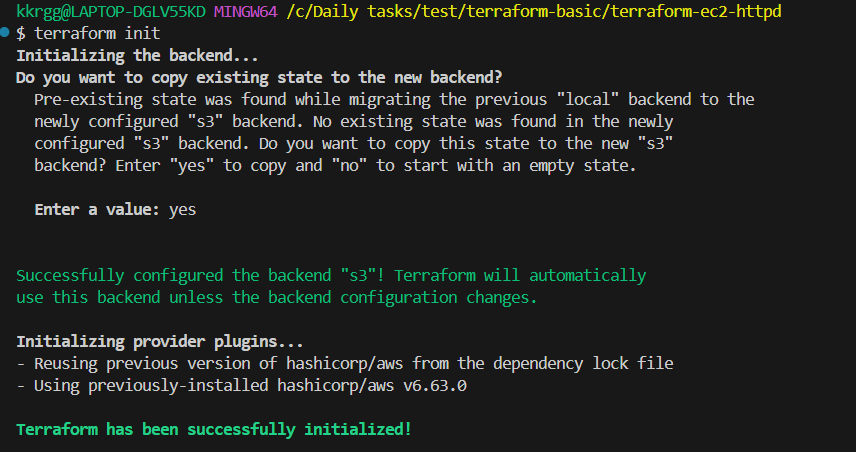 kkrgg@LAPTOP-DGLV55KD MINGW64 /c/Daily tasks/test/terraform-basic/terraform-ec2-httpd
$ terraform init
Initializing the backend...
Do you want to copy existing state to the new backend?
  Pre-existing state was found while migrating the previous "local" backend to the
  newly configured "s3" backend. No existing state was found in the newly
  configured "s3" backend. Do you want to copy this state to the new "s3"
  backend? Enter "yes" to copy and "no" to start with an empty state.

  Enter a value: yes


Successfully configured the backend "s3"! Terraform will automatically
use this backend unless the backend configuration changes.

Initializing provider plugins...
- Reusing previous version of hashicorp/aws from the dependency lock file
- Using previously-installed hashicorp/aws v6.63.0

Terraform has been successfully initialized!